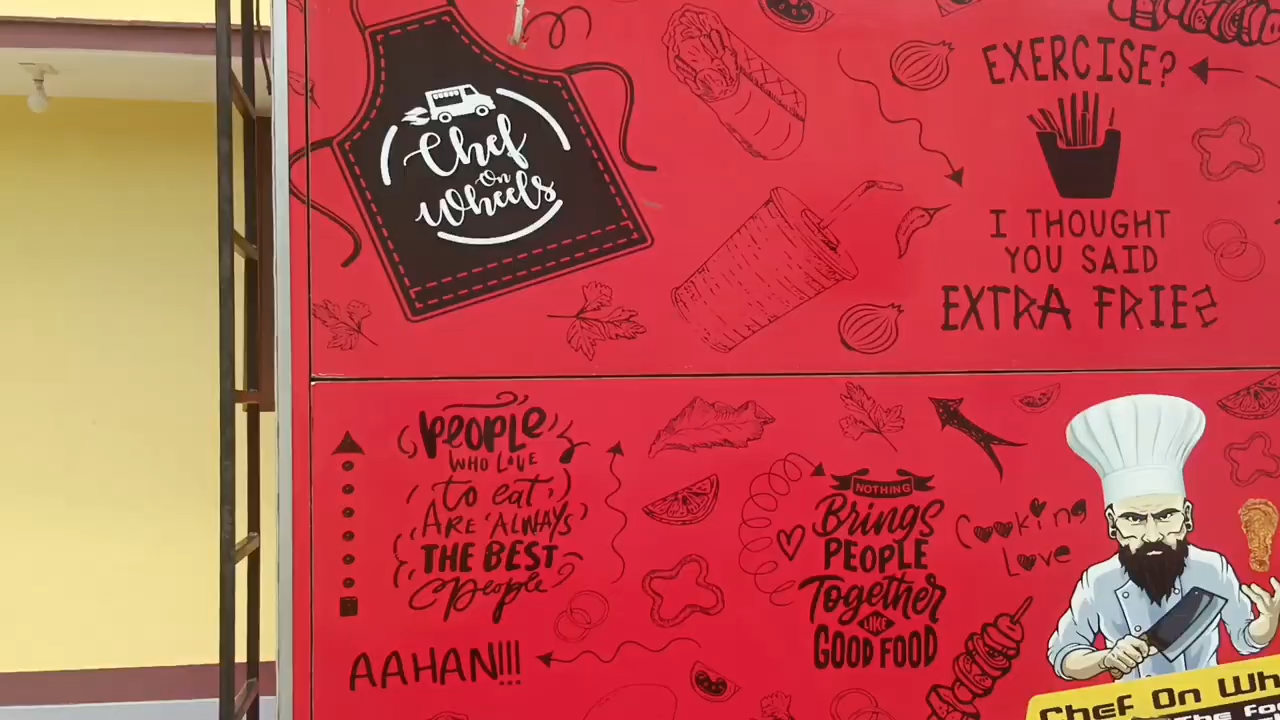 Chef
On
Wheels
EXERCISE?
I THOUGHT
YOU SAID
EXTRA FRIES
PEOPLE
WHO LOVE
to eat
ARE ALWAYS
THE BEST
people
AAHAN!!!
NOTHING
Brings
PEOPLE
Together
LIKE
GOOD FOOD
Cooking
Love
Chef On Wh